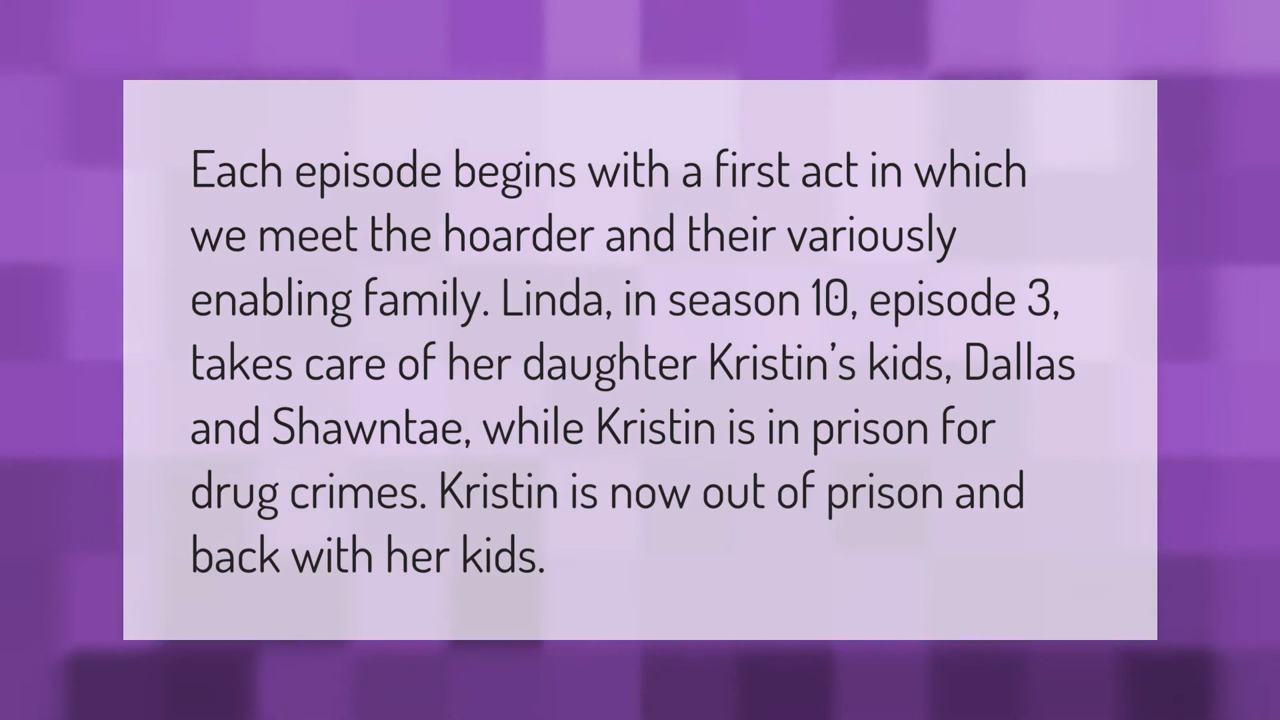 Each episode begins with a first act in which
we meet the hoarder and their variously
enabling family. Linda, in season 10, episode 3,
takes care of her daughter Kristin’s kids, Dallas
and Shawntae, while Kristin is in prison for
drug crimes. Kristin is now out of prison and
back with her kids.